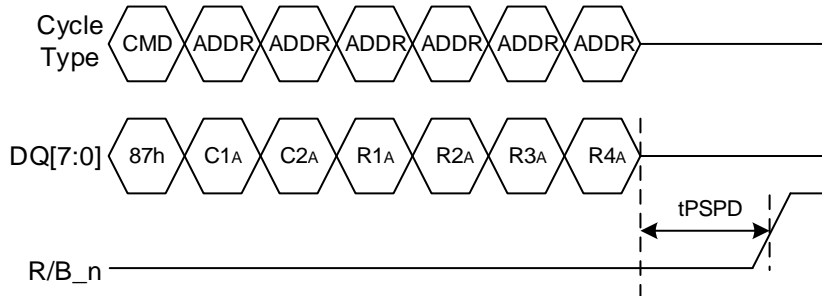 Cycle
Type
CMD ADDR ADDR ADDR ADDR ADDR ADDR
DQ[7:0] 87h C1A C2A R1A R2A R3A R4A
tPSPD
R/B_n